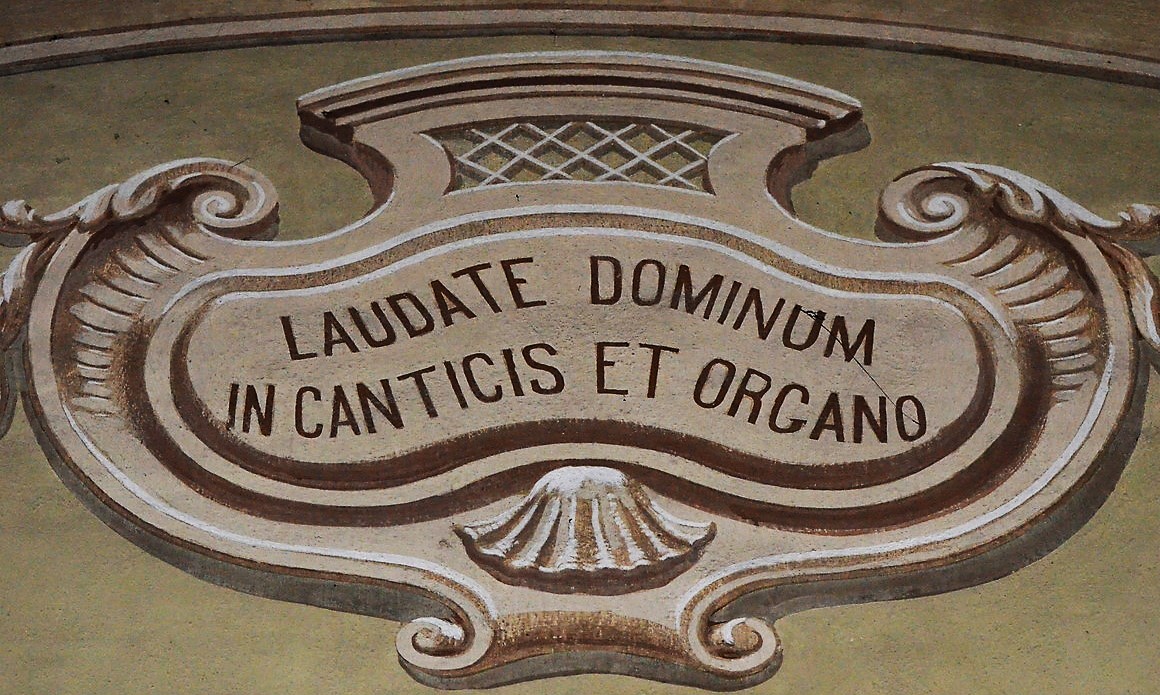 LAUDATE DOMINUM
IN CANTICIS ET ORGANO